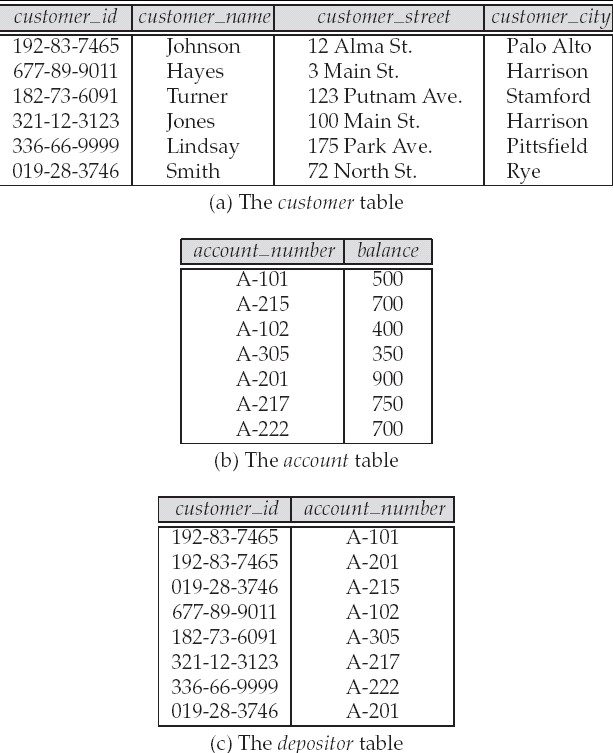 customer_id customer_name customer_street customer_city
192-83-7465 Johnson 12 Alma St. Palo Alto
677-89-9011 Hayes 3 Main St. Harrison
182-73-6091 Turner 123 Putnam Ave. Stamford
321-12-3123 Jones 100 Main St. Harrison
336-66-9999 Lindsay 175 Park Ave. Pittsfield
019-28-3746 Smith 72 North St. Rye
(a) The customer table
account_number balance
A-101 500
A-215 700
A-102 400
A-305 350
A-201 900
A-217 750
A-222 700
(b) The account table
customer_id account_number
192-83-7465 A-101
192-83-7465 A-201
019-28-3746 A-215
677-89-9011 A-102
182-73-6091 A-305
321-12-3123 A-217
336-66-9999 A-222
019-28-3746 A-201
(c) The depositor table